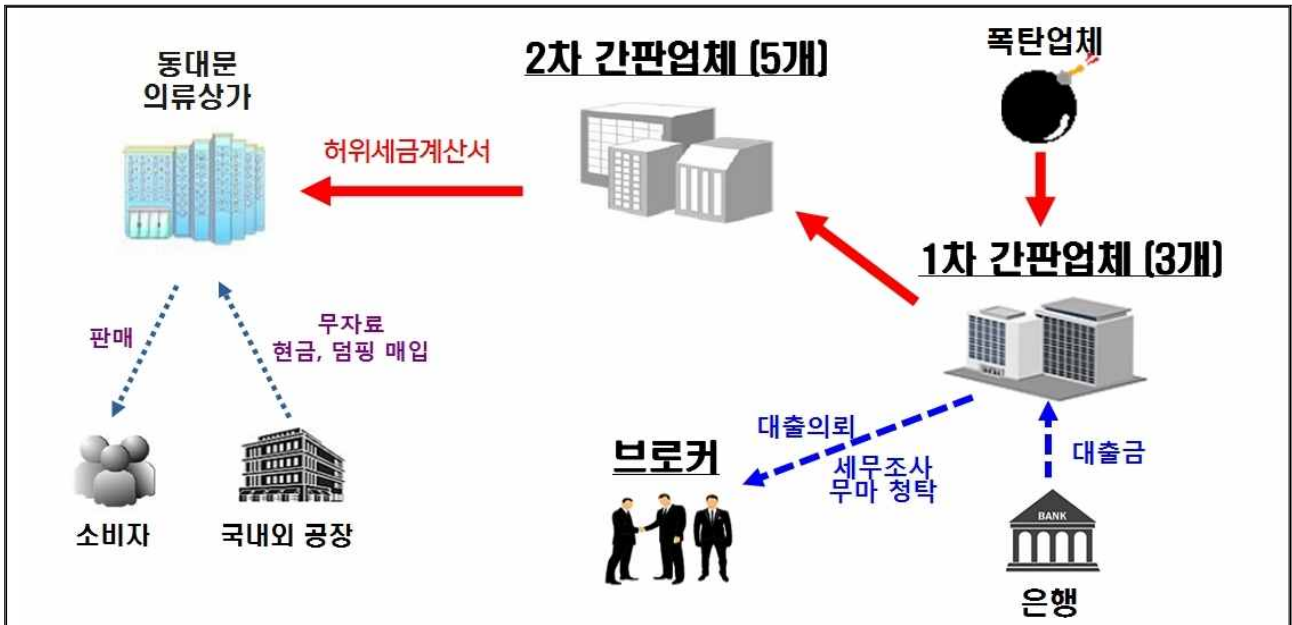 동대문
의류상가
2차 간판업체 (5개)
폭탄업체
허위세금계산서
1차 간판업체 (3개)
판매
무자료
현금, 덤핑 매입
대출의뢰
세무조사
무마 청탁
대출금
브로커
BANK
소비자
국내외 공장
은행